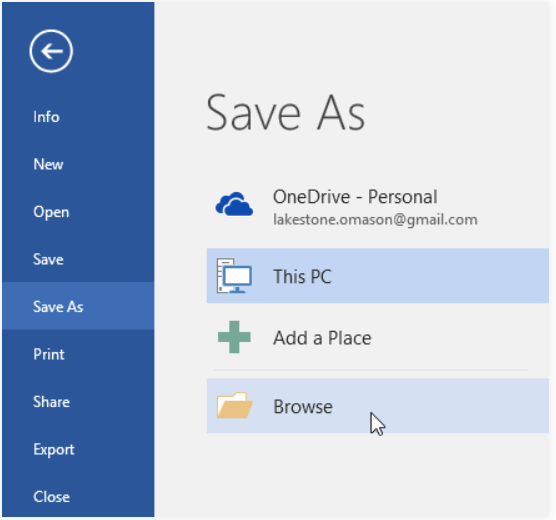 Info
New
Open
Save
Save As
Print
Share
Export
Close
Save As
OneDrive - Personal
lakestone.omason@gmail.com
This PC
Add a Place
Browse